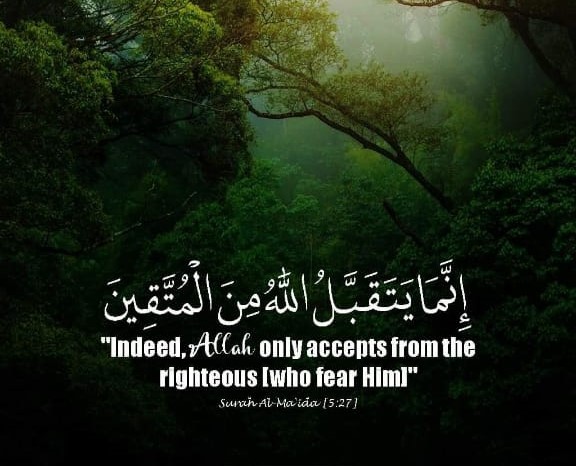 إِنَّمَا يَتَقَبَّلُ اللَّهُ مِنَ الْمُتَّقِينَ
"Indeed, Allah only accepts from the
righteous [who fear Him]"
Surah Al-Ma'ida [5:27]